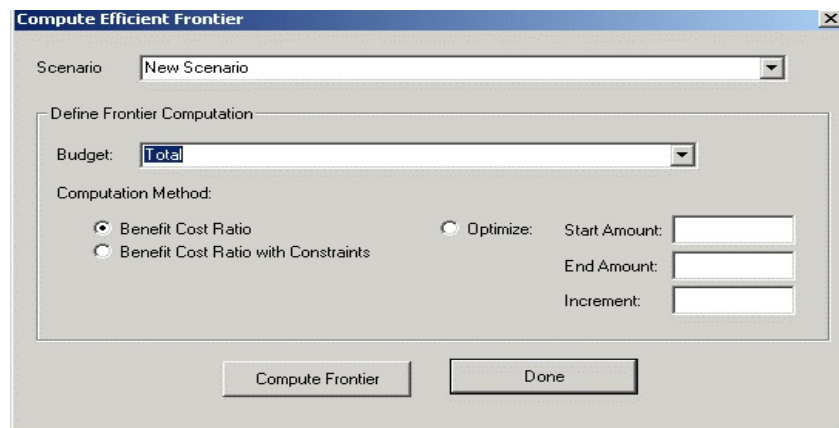 Compute Efficient Frontier
Scenario New Scenario
Define Frontier Computation
Budget: Total
Computation Method:
Benefit Cost Ratio Optimize: Start Amount:
Benefit Cost Ratio with Constraints
End Amount:
Increment:
Compute Frontier Done